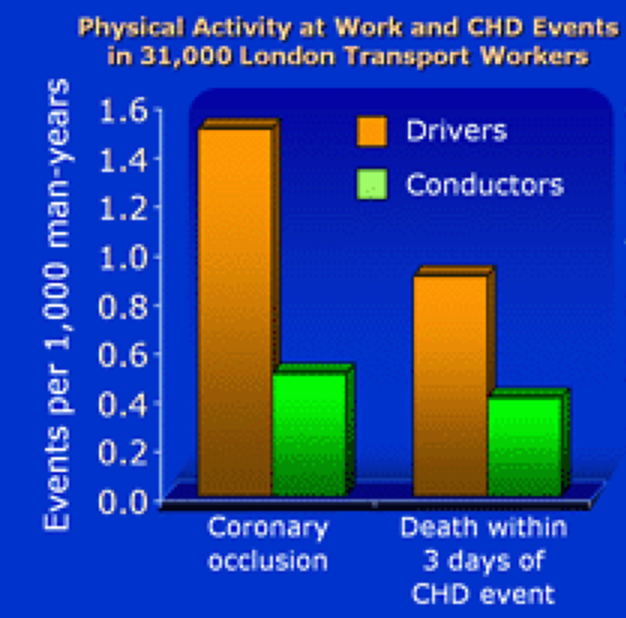 Physical Activity at Work and CHD Events
in 31,000 London Transport Workers
Events per 1,000 man-years
1.6
1.4
1.2
1.0
0.8
0.6
0.4
0.2
0.0
Drivers
Conductors
Coronary
occlusion
Death within
3 days of
CHD event